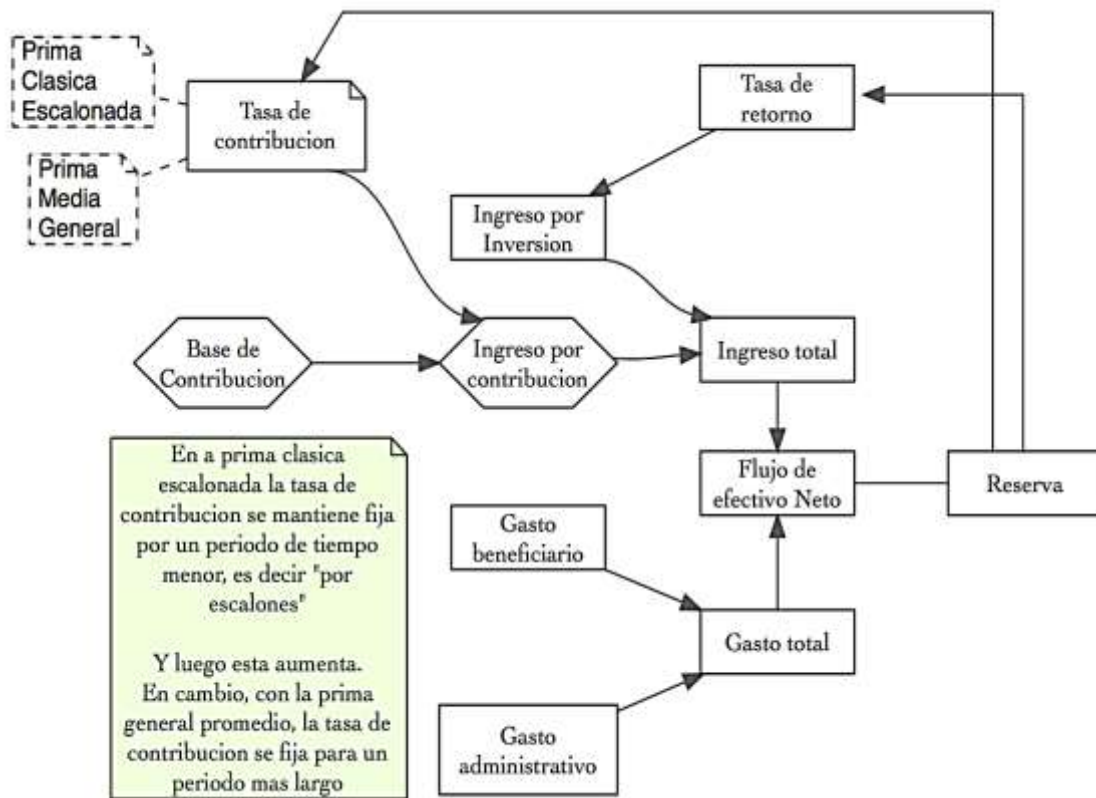 Prima
Clasica
Escalonada
Tasa de
contribucion
Tasa de
retorno
Prima
Media
General
Ingreso por
Inversion
Base de
Contribucion
Ingreso por
contribucion
Ingreso total
En a prima clasica
escalonada la tasa de
contribucion se mantiene fija
por un periodo de tiempo
menor, es decir "por
escalones"
Y luego esta aumenta.
En cambio, con la prima
general promedio, la tasa de
contribucion se fija para un
periodo mas largo
Flujo de
efectivo Neto
Reserva
Gasto
beneficiario
Gasto total
Gasto
administrativo